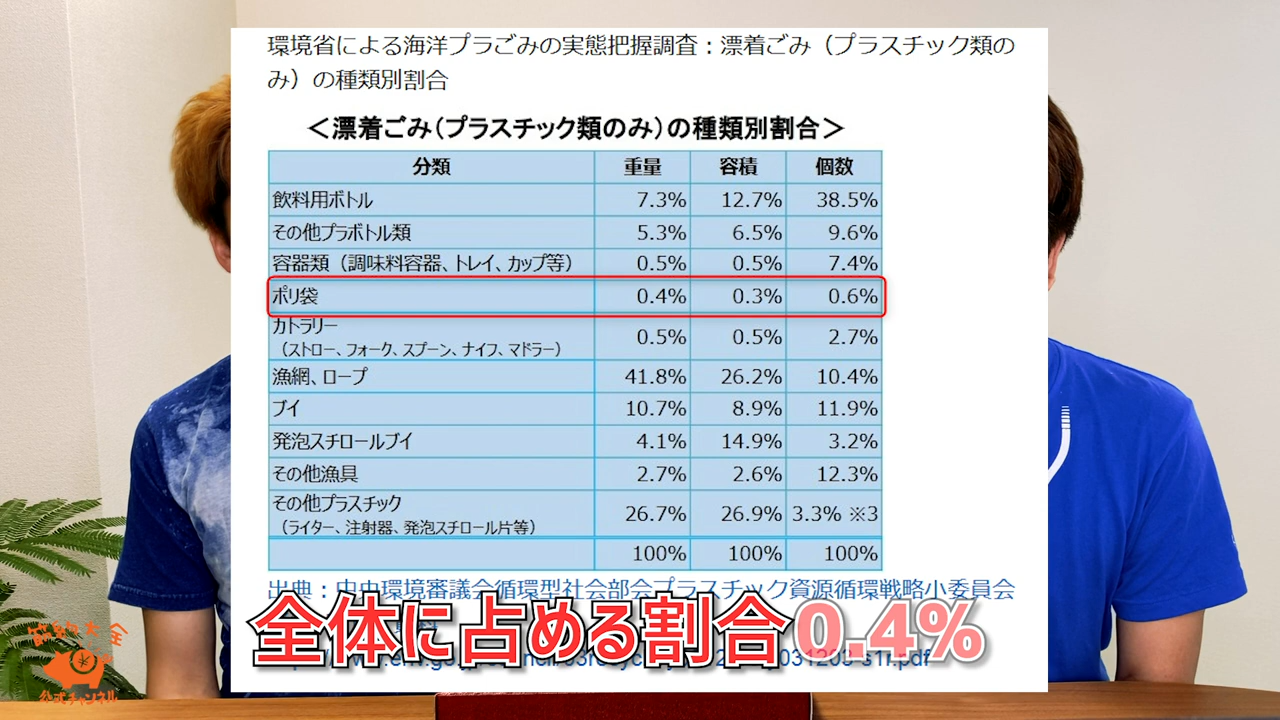 環境省による海洋プラごみの実態把握調査：漂着ごみ（プラスチック類の
み）の種類別割合
＜漂着ごみ（プラスチック類のみ）の種類別割合＞
分類 重量 容積 個数
飲料用ボトル 7.3% 12.7% 38.5%
その他プラボトル類 5.3% 6.5% 9.6%
容器類（調味料容器、トレイ、カップ等） 0.5% 0.5% 7.4%
ポリ袋 0.4% 0.3% 0.6%
カトラリー
（ストロー、フォーク、スプーン、ナイフ、マドラー） 0.5% 0.5% 2.7%
漁網、ロープ 41.8% 26.2% 10.4%
ブイ 10.7% 8.9% 11.9%
発泡スチロールブイ 4.1% 14.9% 3.2%
その他漁具 2.7% 2.6% 12.3%
その他プラスチック
（ライター、注射器、発泡スチロール片等） 26.7% 26.9% 3.3% ※3
100% 100% 100%
出典：中央環境審議会循環型社会部会プラスチック資源循環戦略小委員会
全体に占める割合0.4%
節約大全
公式チャンネル